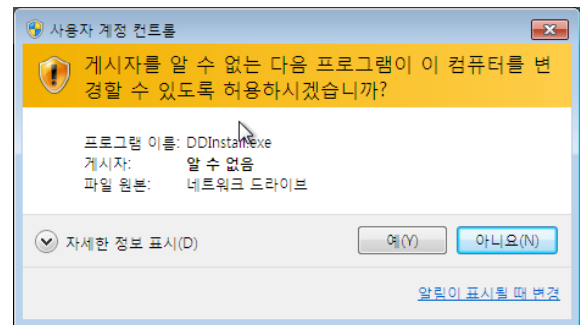 사용자 계정 컨트롤
게시자를 알 수 없는 다음 프로그램이 이 컴퓨터를 변
경할 수 있도록 허용하시겠습니까?
프로그램 이름: DDInstall.exe
게시자: 알 수 없음
파일 원본: 네트워크 드라이브
자세한 정보 표시(D)
예(Y)
아니요(N)
알림이 표시될 때 변경